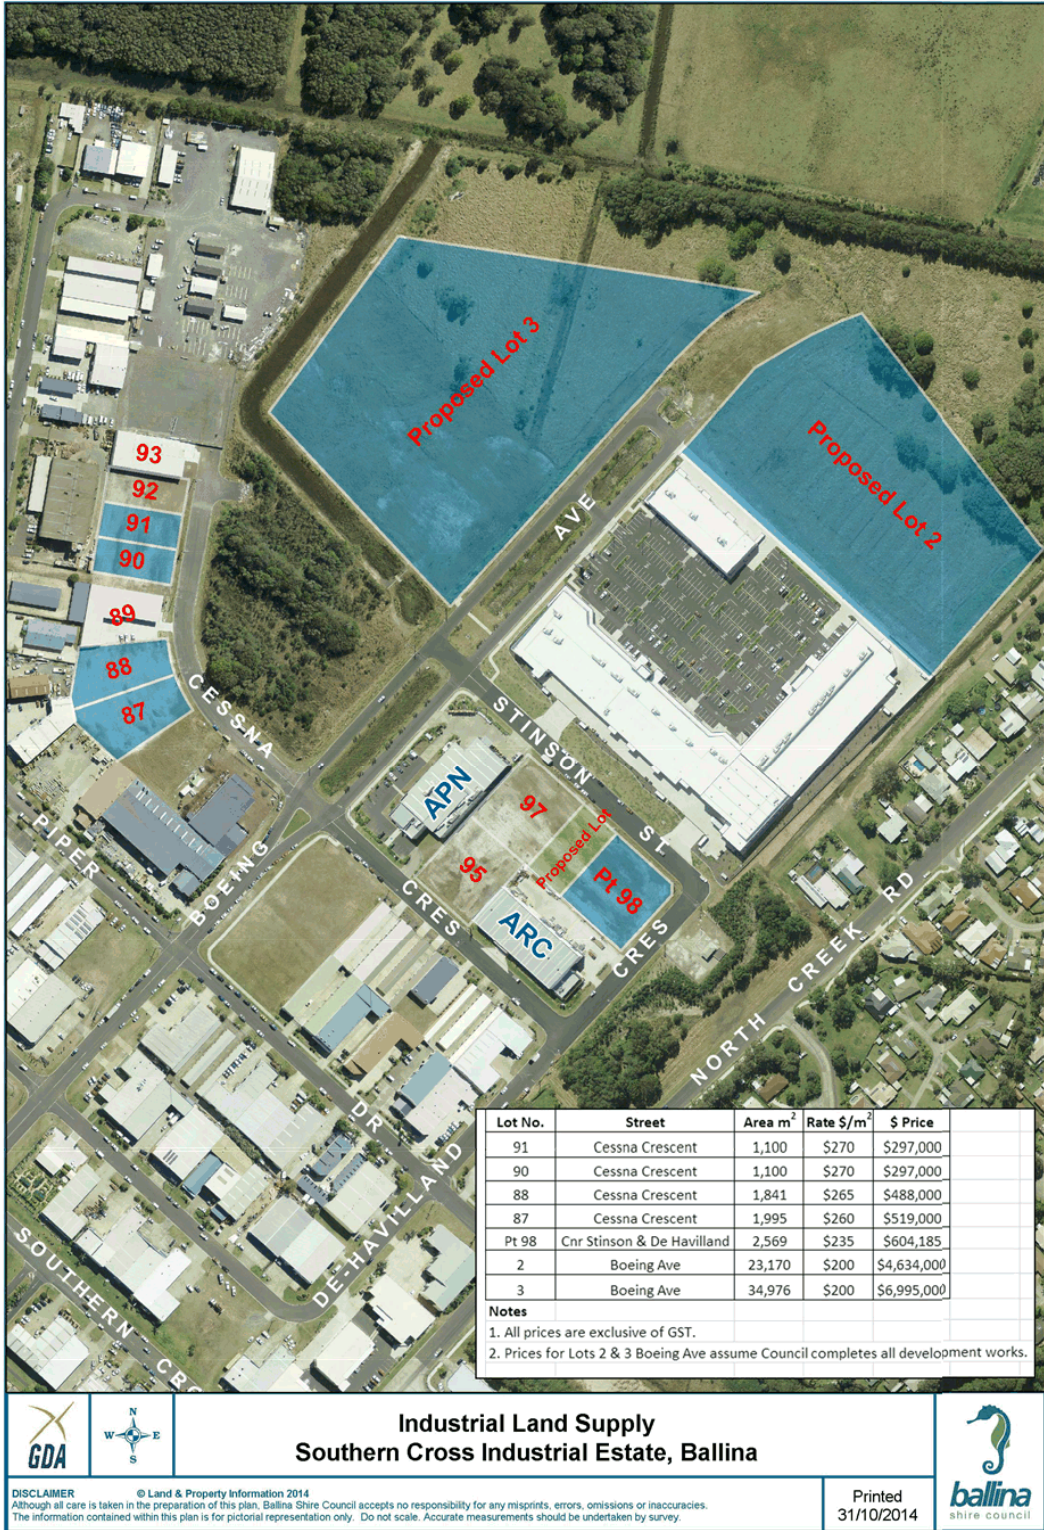 Proposed Lot 3
Proposed Lot 2
93
92
91
90
89
88
87
CESSNA
AVE
STINSON
ST
APN
97
Proposed Lot
95
Pt 98
ARC
CRES
CRES
PIPER
BOEING
DR
DE-HAVILLAND
NORTH CREEK RD
SOUTHERN CRO
Lot No. Street Area m² Rate $/m² $ Price
91 Cessna Crescent 1,100 $270 $297,000
90 Cessna Crescent 1,100 $270 $297,000
88 Cessna Crescent 1,841 $265 $488,000
87 Cessna Crescent 1,995 $260 $519,000
Pt 98 Cnr Stinson & De Havilland 2,569 $235 $604,185
2 Boeing Ave 23,170 $200 $4,634,000
3 Boeing Ave 34,976 $200 $6,995,000
Notes
1. All prices are exclusive of GST.
2. Prices for Lots 2 & 3 Boeing Ave assume Council completes all development works.
GDA
N
W E
S
Industrial Land Supply
Southern Cross Industrial Estate, Ballina
DISCLAIMER © Land & Property Information 2014
Although all care is taken in the preparation of this plan, Ballina Shire Council accepts no responsibility for any misprints, errors, omissions or inaccuracies.
The information contained within this plan is for pictorial representation only. Do not scale. Accurate measurements should be undertaken by survey.
Printed
31/10/2014
ballina
shire council